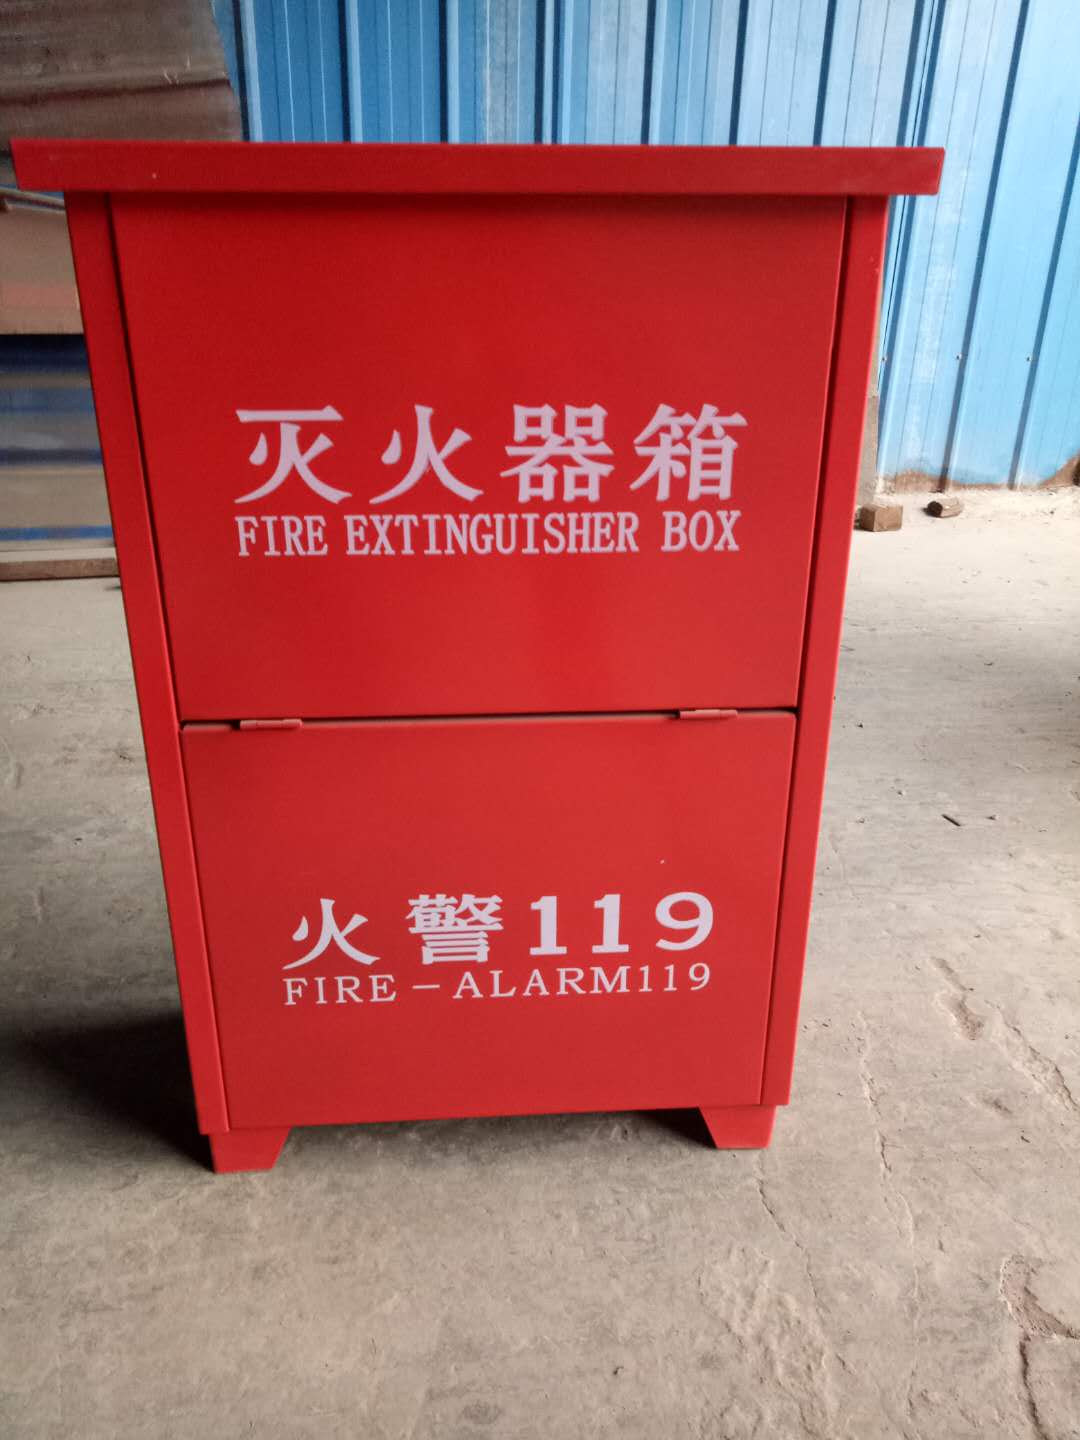 灭火器箱
FIRE EXTINGUISHER BOX
火警119
FIRE－ALARM119